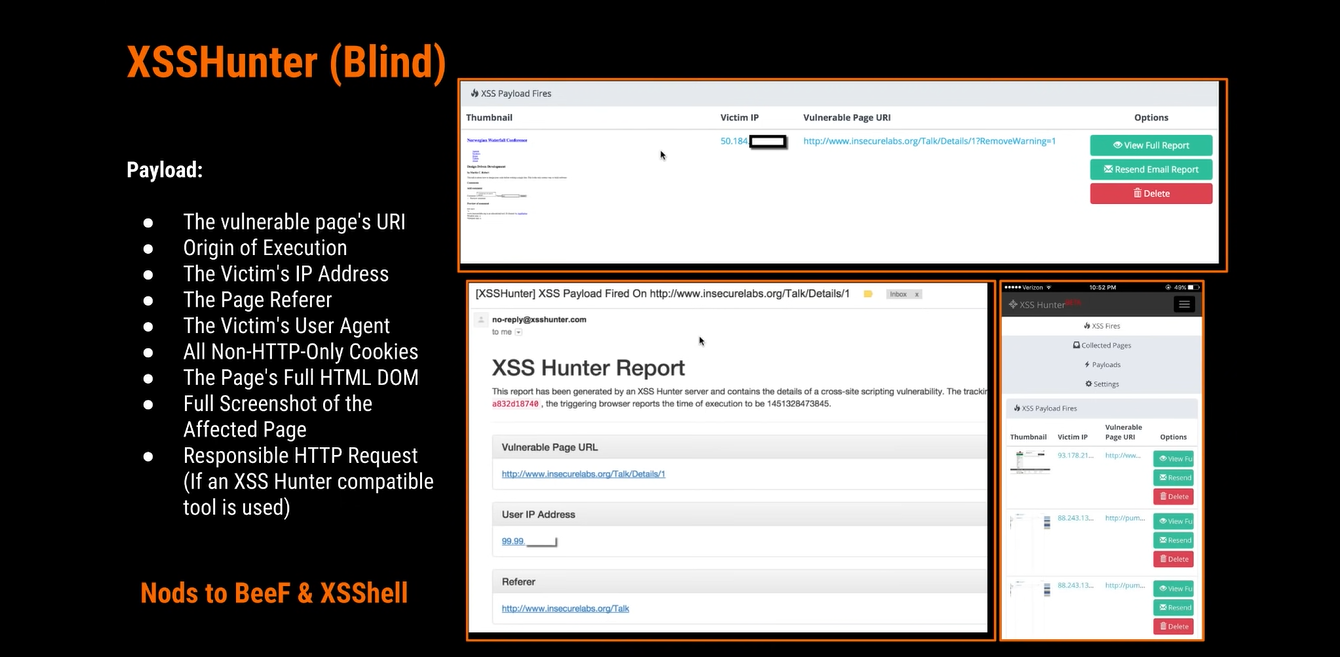 XSSHunter (Blind)
Payload:
● The vulnerable page's URI
● Origin of Execution
● The Victim's IP Address
● The Page Referer
● The Victim's User Agent
● All Non-HTTP-Only Cookies
● The Page's Full HTML DOM
● Full Screenshot of the
Affected Page
● Responsible HTTP Request
(If an XSS Hunter compatible
tool is used)
Nods to BeeF & XSShell
XSS Payload Fires
Thumbnail Victim IP Vulnerable Page URI Options
Norwegian Waterfall Conference
50.184. http://www.insecurelabs.org/Talk/Details/1?RemoveWarning=1
View Full Report
Resend Email Report
Delete
[XSSHunter] XSS Payload Fired On http://www.insecurelabs.org/Talk/Details/1 Inbox x
no-reply@xsshunter.com
to me
XSS Hunter Report
This report has been generated by an XSS Hunter server and contains the details of a cross-site scripting vulnerability. The trackin
a832d18740 , the triggering browser reports the time of execution to be 1451328473845.
Vulnerable Page URL
http://www.insecurelabs.org/Talk/Details/1
User IP Address
99.99.
Referer
http://www.insecurelabs.org/Talk
Verizon 10:52 PM 49%
XSS Hunter
XSS Fires
Collected Pages
Payloads
Settings
XSS Payload Fires
Thumbnail Victim IP Vulnerable Page URI Options
93.178.21... http://ww... View Fu
Resend
Delete
88.243.13... http://pum... View Fu
Resend
Delete
88.243.13... http://pum... View Fu
Resend
Delete